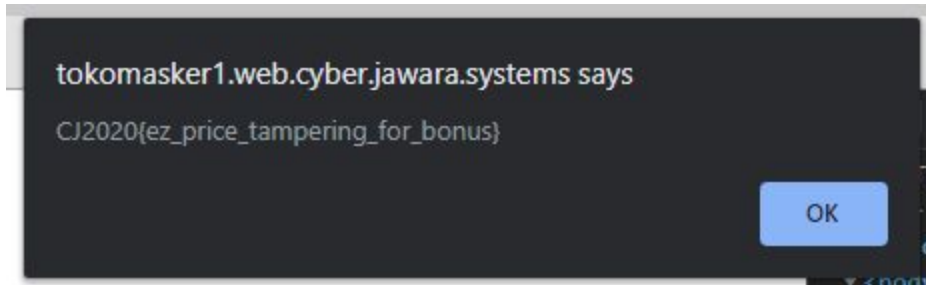 tokomasker1.web.cyber.jawara.systems says
CJ2020{ez_price_tampering_for_bonus}
OK